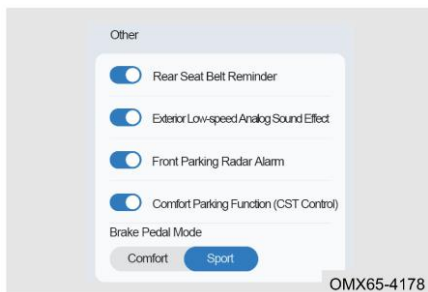 Other
Rear Seat Belt Reminder
Exterior Low-speed Analog Sound Effect
Front Parking Radar Alarm
Comfort Parking Function (CST Control)
Brake Pedal Mode
Comfort Sport
OMX65-4178